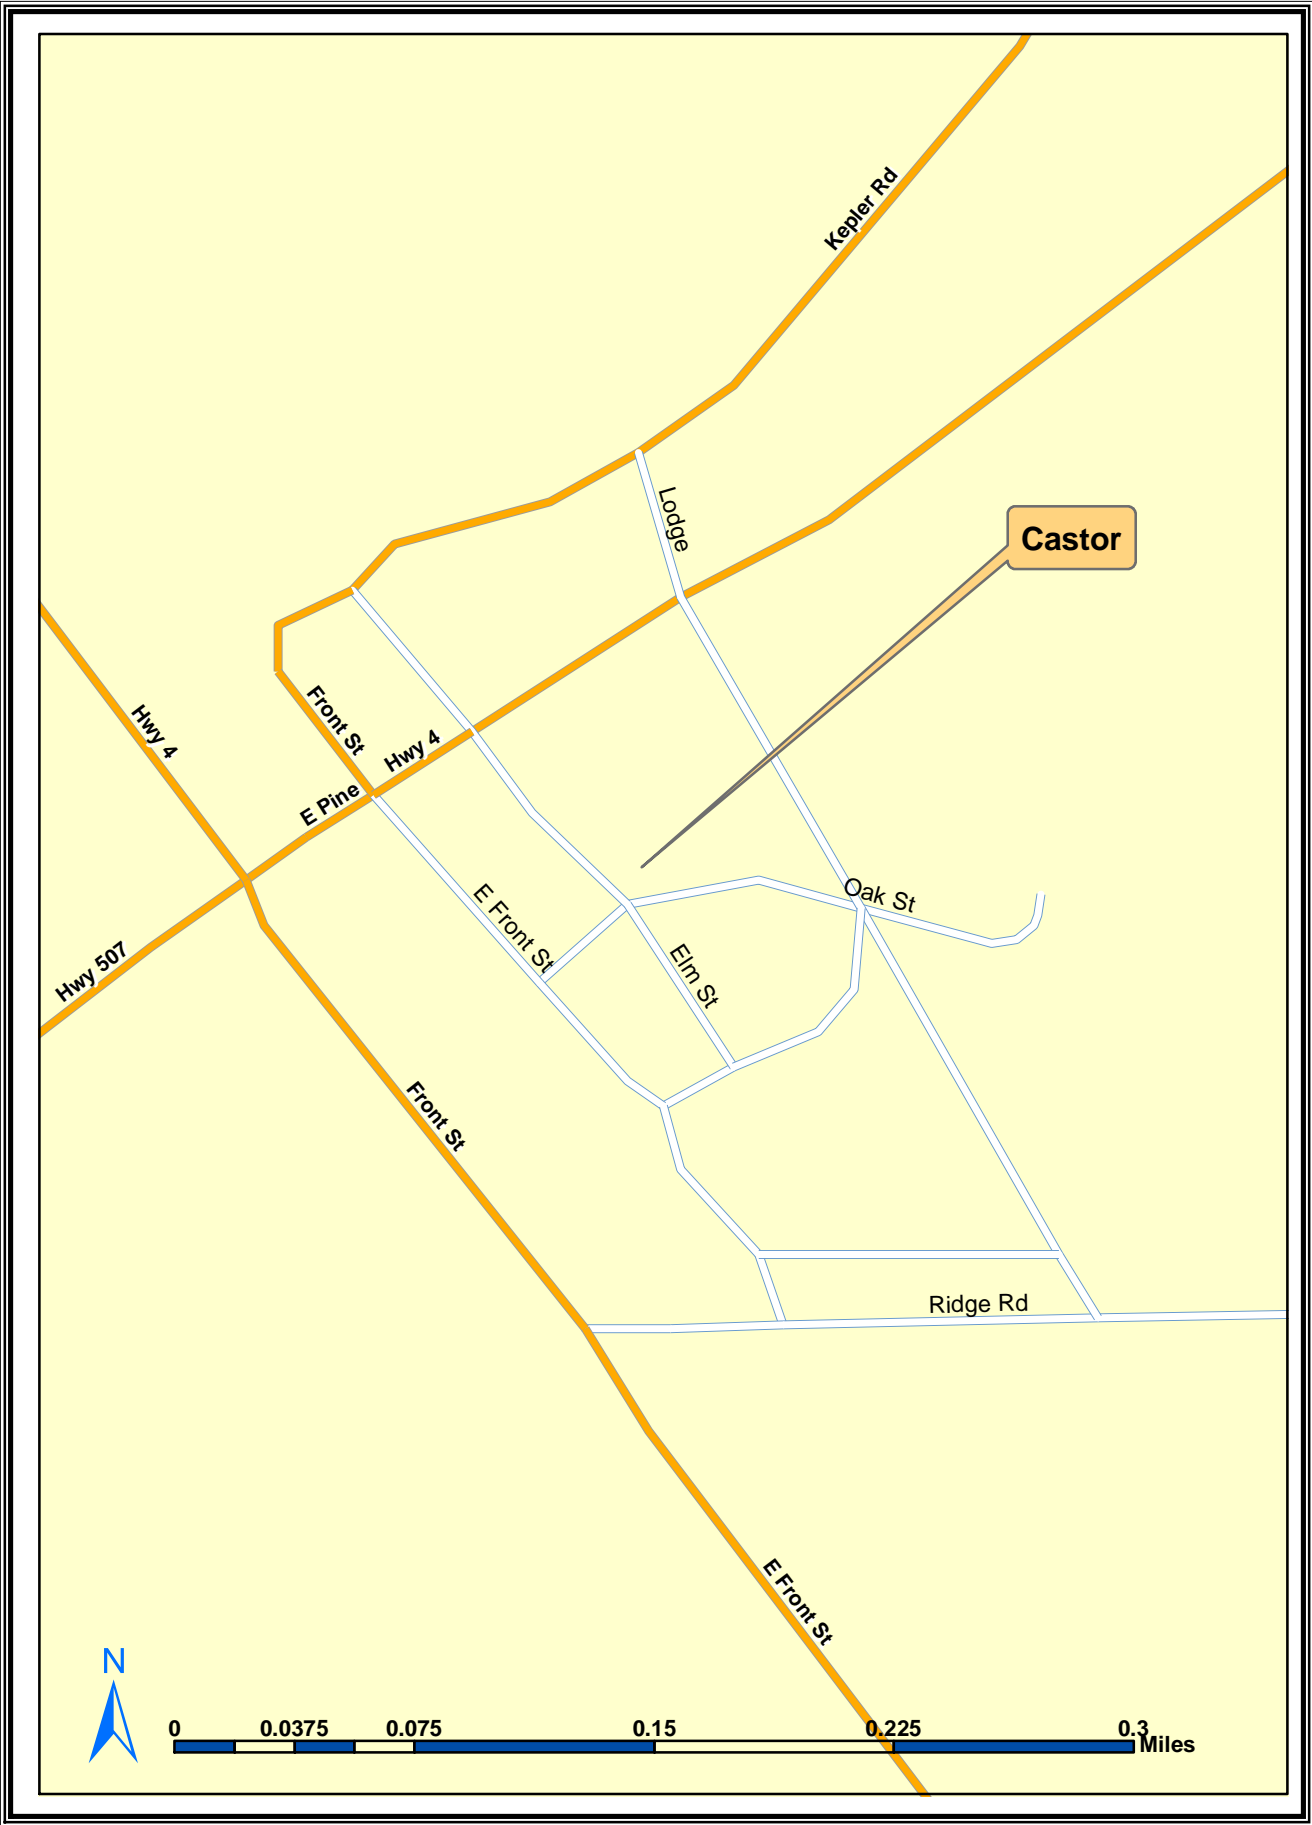 Kepler Rd
Lodge
Castor
Front St
Hwy 4
Hwy 4
E Pine
Oak St
E Front St
Elm St
Hwy 507
Front St
Ridge Rd
E Front St
N
0 0.0375 0.075 0.15 0.225 0.3
Miles